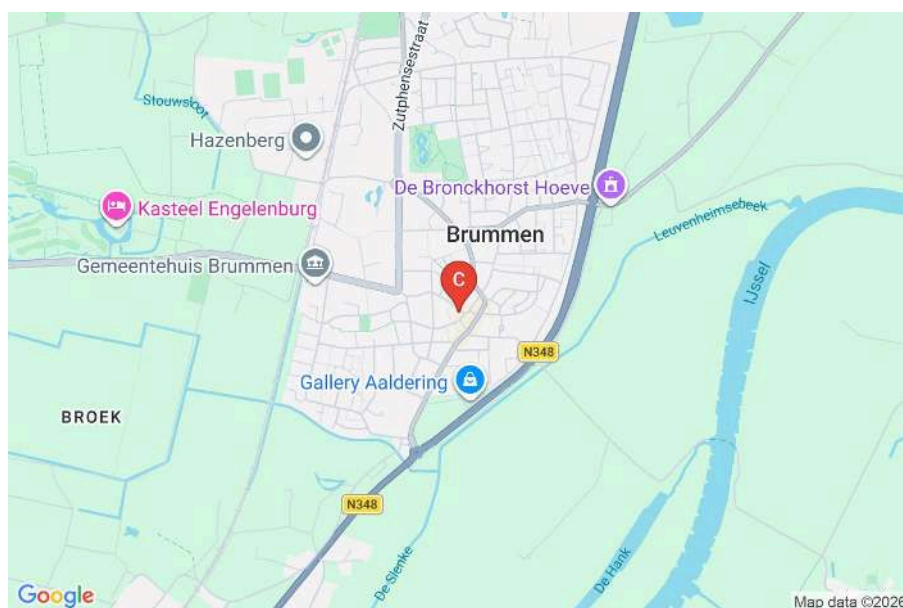 Zutphensestraat
Stouwsloot
Hazenberg
De Bronckhorst Hoeve
Kasteel Engelenburg
Leuvenheimsebeek
Brummen
Gemeentehuis Brummen
IJssel
C
N348
Gallery Aaldering
BROEK
N348
De Slenke
De Hank
Google
Map data ©2026